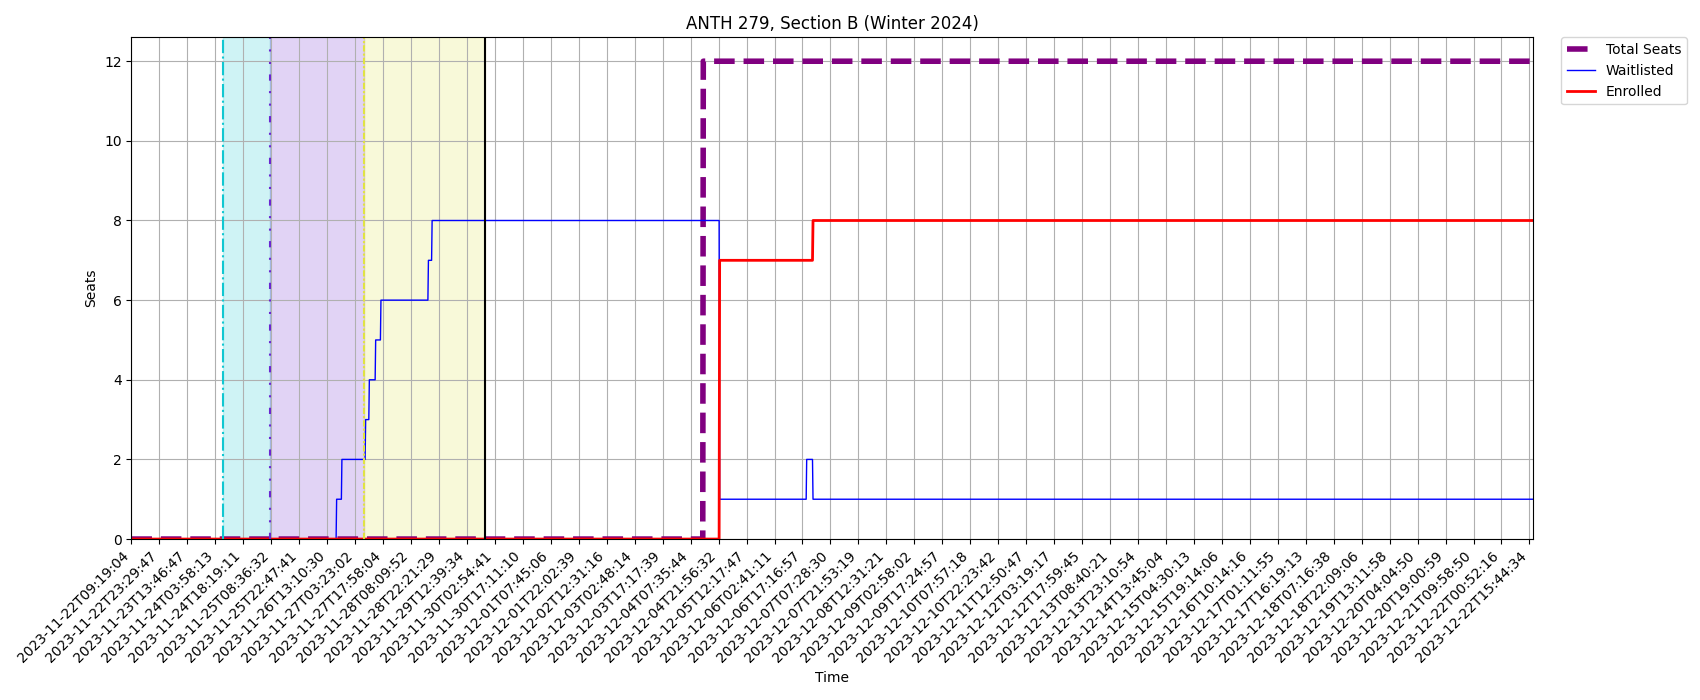 ANTH 279, Section B (Winter 2024)
Total Seats
Waitlisted
Enrolled
Seats
12
10
8
6
4
2
0
2023-11-22T09:19:04
2023-11-22T23:29:47
2023-11-23T13:46:47
2023-11-24T03:58:13
2023-11-24T18:19:11
2023-11-25T08:36:32
2023-11-25T22:47:41
2023-11-26T13:10:30
2023-11-27T03:23:02
2023-11-27T17:58:04
2023-11-28T08:09:52
2023-11-28T22:21:29
2023-11-29T12:39:34
2023-11-30T02:54:41
2023-11-30T17:11:10
2023-12-01T07:45:06
2023-12-01T22:02:39
2023-12-02T12:31:16
2023-12-03T02:48:14
2023-12-03T17:17:39
2023-12-04T07:35:44
2023-12-04T21:56:32
2023-12-05T12:17:47
2023-12-06T02:41:11
2023-12-06T17:16:57
2023-12-07T07:28:30
2023-12-07T21:53:19
2023-12-08T12:31:21
2023-12-09T02:58:02
2023-12-09T17:24:57
2023-12-10T07:57:18
2023-12-10T22:23:42
2023-12-11T12:50:47
2023-12-12T03:19:17
2023-12-12T17:59:45
2023-12-13T08:40:21
2023-12-13T23:10:54
2023-12-14T13:45:04
2023-12-15T04:30:13
2023-12-15T19:14:06
2023-12-16T10:14:16
2023-12-17T01:11:55
2023-12-17T16:19:13
2023-12-18T07:16:38
2023-12-18T22:09:06
2023-12-19T13:11:58
2023-12-20T04:04:50
2023-12-20T19:00:59
2023-12-21T09:58:50
2023-12-22T00:52:16
2023-12-22T15:44:34
Time